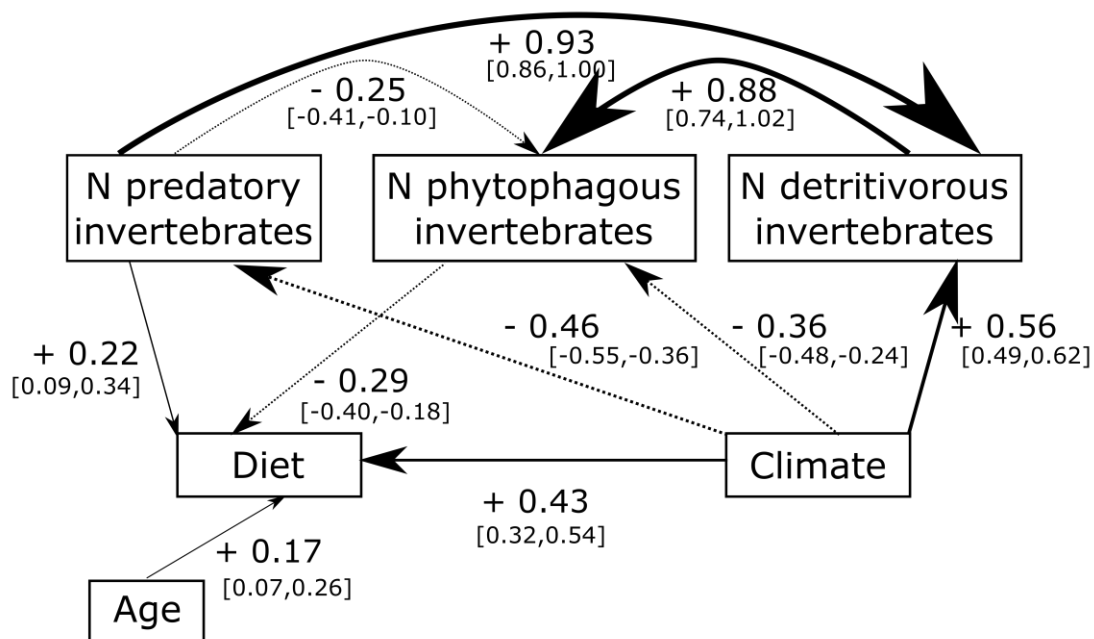 + 0.93
[0.86,1.00]
- 0.25
[-0.41,-0.10]
+ 0.88
[0.74,1.02]
N predatory
invertebrates
N phytophagous
invertebrates
N detritivorous
invertebrates
+ 0.22
[0.09,0.34]
- 0.29
[-0.40,-0.18]
- 0.46
[-0.55,-0.36]
- 0.36
[-0.48,-0.24]
+ 0.56
[0.49,0.62]
Diet
Climate
+ 0.43
[0.32,0.54]
+ 0.17
[0.07,0.26]
Age